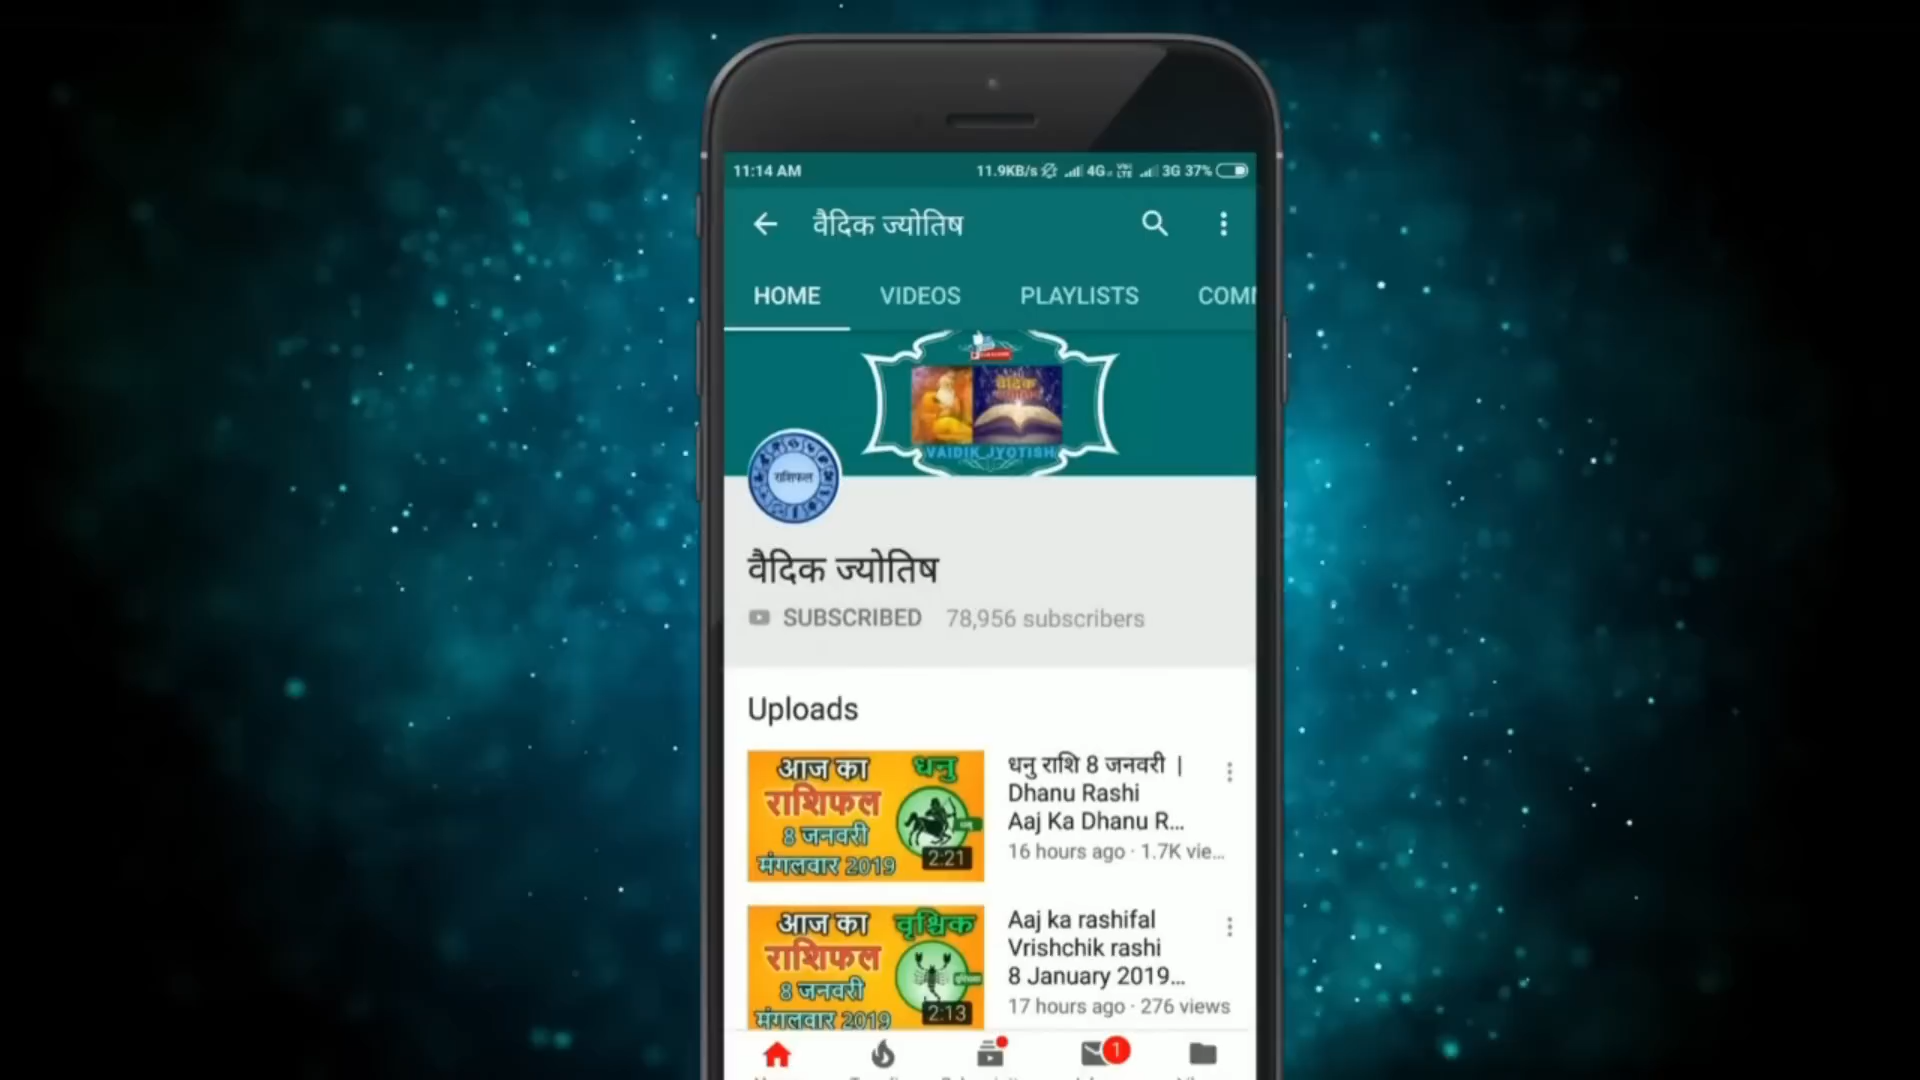 11:14 AM 11.9KB/s 4G VoLTE 3G 37%
वैदिक ज्योतिष
HOME VIDEOS PLAYLISTS COMM
वैदिक
VAIDIK JYOTISH
राशिफल
वैदिक ज्योतिष
SUBSCRIBED 78,956 subscribers
Uploads
आज का धनु
राशिफल
8 जनवरी
मंगलवार 2019
2:21
धनु राशि 8 जनवरी |
Dhanu Rashi
Aaj Ka Dhanu R...
16 hours ago · 1.7K vie...
आज का वृश्चिक
राशिफल
8 जनवरी
मंगलवार 2019
2:13
Aaj ka rashifal
Vrishchik rashi
8 January 2019...
17 hours ago · 276 views
1